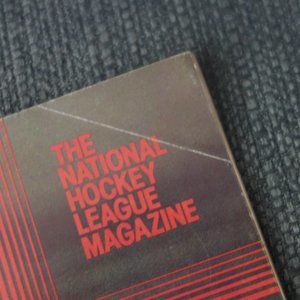 THE
NATIONAL
HOCKEY
LEAGUE
MAGAZINE